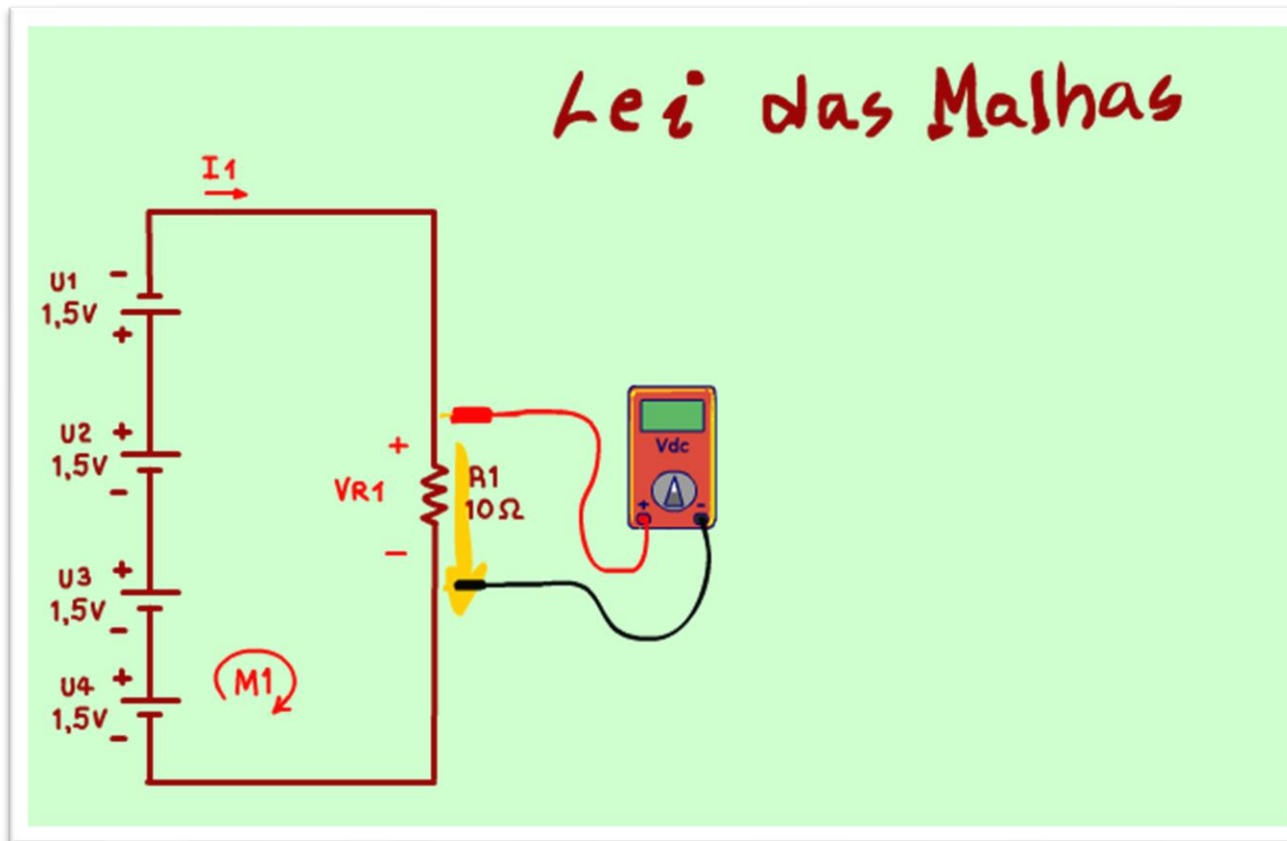 Lei das Malhas
I1
U1 -
1,5V
+
U2 +
1,5V
-
U3 +
1,5V
-
U4 +
1,5V
-
M1
+
VR1
-
R1
10Ω
Vdc
+ -